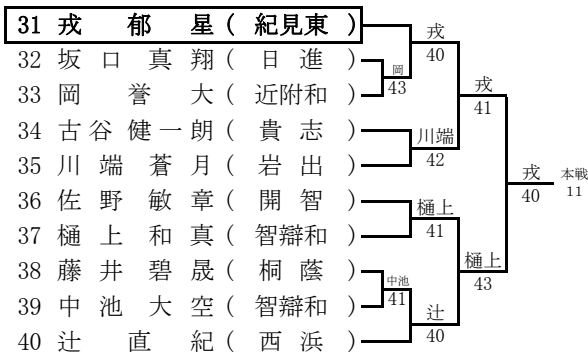 31 戎 郁 星 ( 紀見東 )
32 坂 口 真 翔 ( 日 進 )
33 岡 誉 大 ( 近附和 )
34 古 谷 健 一 朗 ( 貴 志 )
35 川 端 蒼 月 ( 岩 出 )
36 佐 野 敏 章 ( 開 智 )
37 樋 上 和 真 ( 智辯和 )
38 藤 井 碧 晟 ( 桐 蔭 )
39 中 池 大 空 ( 智辯和 )
40 辻 直 紀 ( 西 浜 )
岡
43
中池
41
戎
40
川端
42
樋上
41
辻
40
戎
41
樋上
43
戎
40
本戦
11